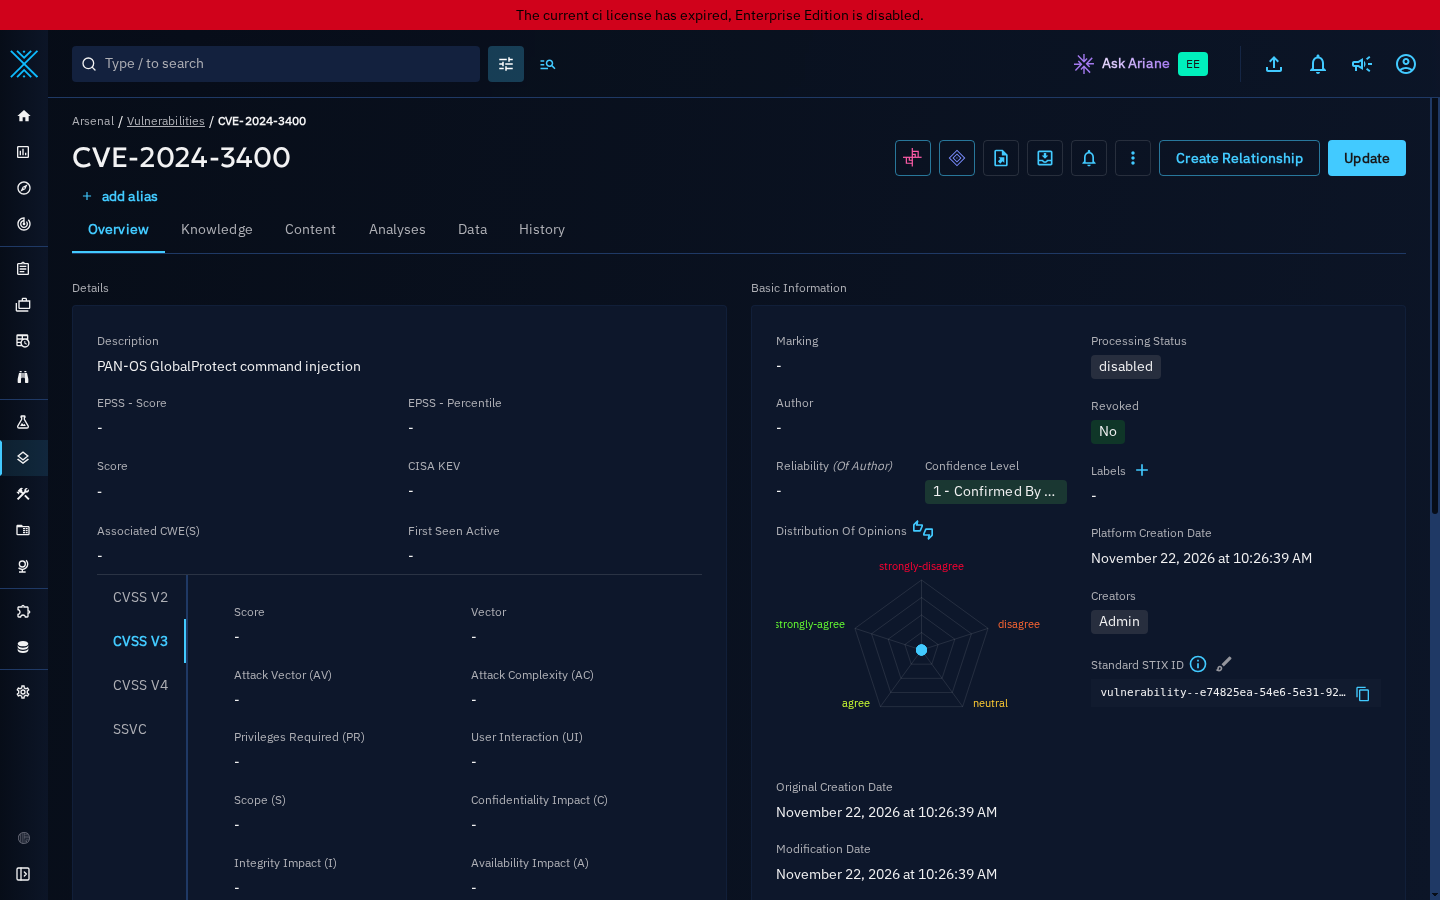 The current ci license has expired, Enterprise Edition is disabled.
Type / to search
Ask Ariane EE
Arsenal / Vulnerabilities / CVE-2024-3400
CVE-2024-3400
Create Relationship
Update
+ add alias
Overview
Knowledge
Content
Analyses
Data
History
Details
Description
PAN-OS GlobalProtect command injection
EPSS - Score
EPSS - Percentile
-
-
Score
CISA KEV
-
-
Associated CWE(S)
First Seen Active
-
-
CVSS V2
CVSS V3
CVSS V4
SSVC
Score
Vector
-
-
Attack Vector (AV)
Attack Complexity (AC)
-
-
Privileges Required (PR)
User Interaction (UI)
-
-
Scope (S)
Confidentiality Impact (C)
-
-
Integrity Impact (I)
Availability Impact (A)
-
-
Basic Information
Marking
-
Author
-
Reliability (Of Author)
Confidence Level
-
1 - Confirmed By ...
Distribution Of Opinions
strongly-disagree
strongly-agree
disagree
agree
neutral
Original Creation Date
November 22, 2026 at 10:26:39 AM
Modification Date
November 22, 2026 at 10:26:39 AM
Processing Status
disabled
Revoked
No
Labels +
-
Platform Creation Date
November 22, 2026 at 10:26:39 AM
Creators
Admin
Standard STIX ID
vulnerability--e74825ea-54e6-5e31-92…